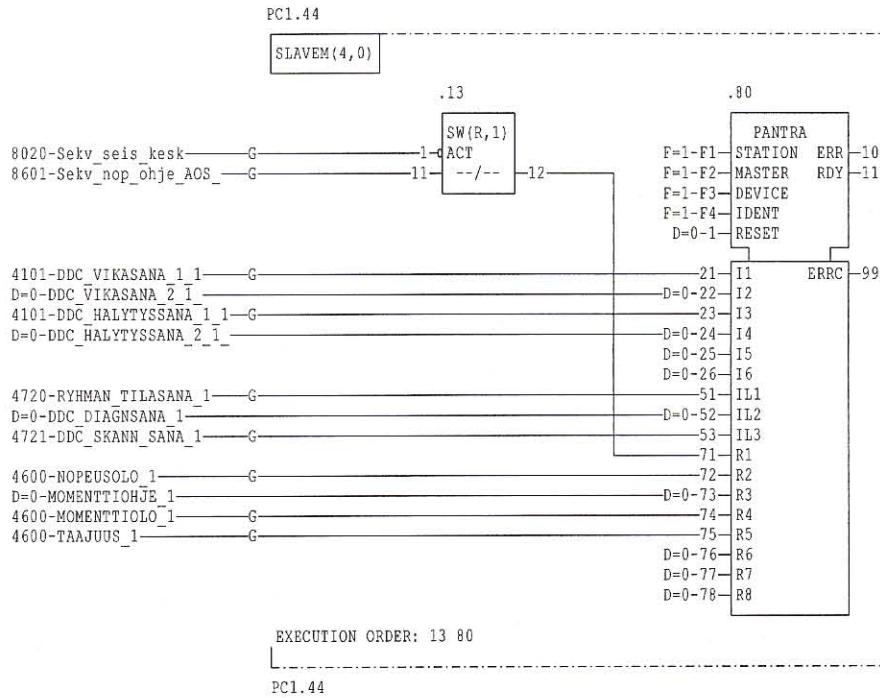 PC1.44
SLAVEM(4,0)
.13 .80
SW(R,1) PANTRA
8020-Sekv_seis_kesk G 1 ACT F=1-F1 STATION ERR 10
8601-Sekv_nop_ohje_AOS_ G 11 --/-- 12 F=1-F2 MASTER RDY 11
F=1-F3 DEVICE
F=1-F4 IDENT
D=0-1 RESET
4101-DDC_VIKASANA_1_1 G 21 I1 ERRC 99
D=0-DDC_VIKASANA_2_1_ D=0-22 I2
4101-DDC_HALYTYSSANA_1_1 G 23 I3
D=0-DDC_HALYTYSSANA_2_1_ D=0-24 I4
D=0-25 I5
D=0-26 I6
4720-RYHMAN_TILASANA_1 G 51 IL1
D=0-DDC_DIAGNSANA_1 D=0-52 IL2
4721-DDC_SKANN_SANA_1 G 53 IL3
71 R1
4600-NOPEUSOLO_1 G 72 R2
D=0-MOMENTTIOHJE_1 D=0-73 R3
4600-MOMENTTIOLO_1 G 74 R4
4600-TAAJUUS_1 G 75 R5
D=0-76 R6
D=0-77 R7
D=0-78 R8
EXECUTION ORDER: 13 80
PC1.44